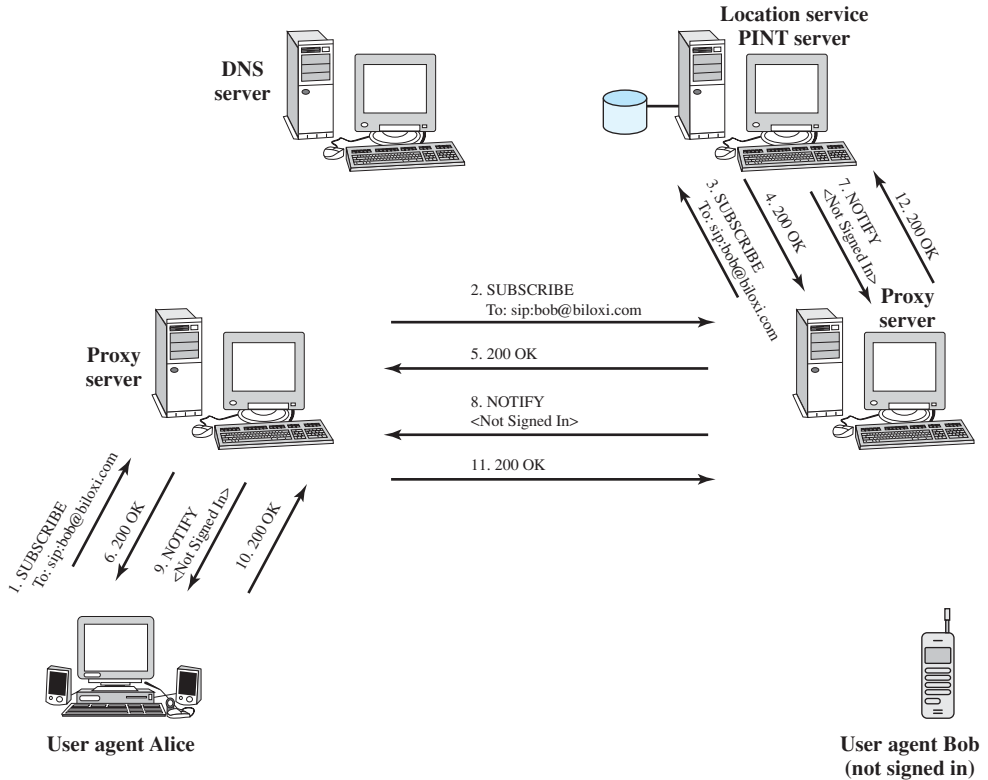 Location service
PINT server
DNS
server
3. SUBSCRIBE
To: sip:bob@biloxi.com
4. 200 OK
7. NOTIFY
<Not Signed In>
12. 200 OK
2. SUBSCRIBE
To: sip:bob@biloxi.com
Proxy
server
Proxy
server
5. 200 OK
8. NOTIFY
<Not Signed In>
11. 200 OK
1. SUBSCRIBE
To: sip:bob@biloxi.com
6. 200 OK
9. NOTIFY
<Not Signed In>
10. 200 OK
User agent Alice
User agent Bob
(not signed in)